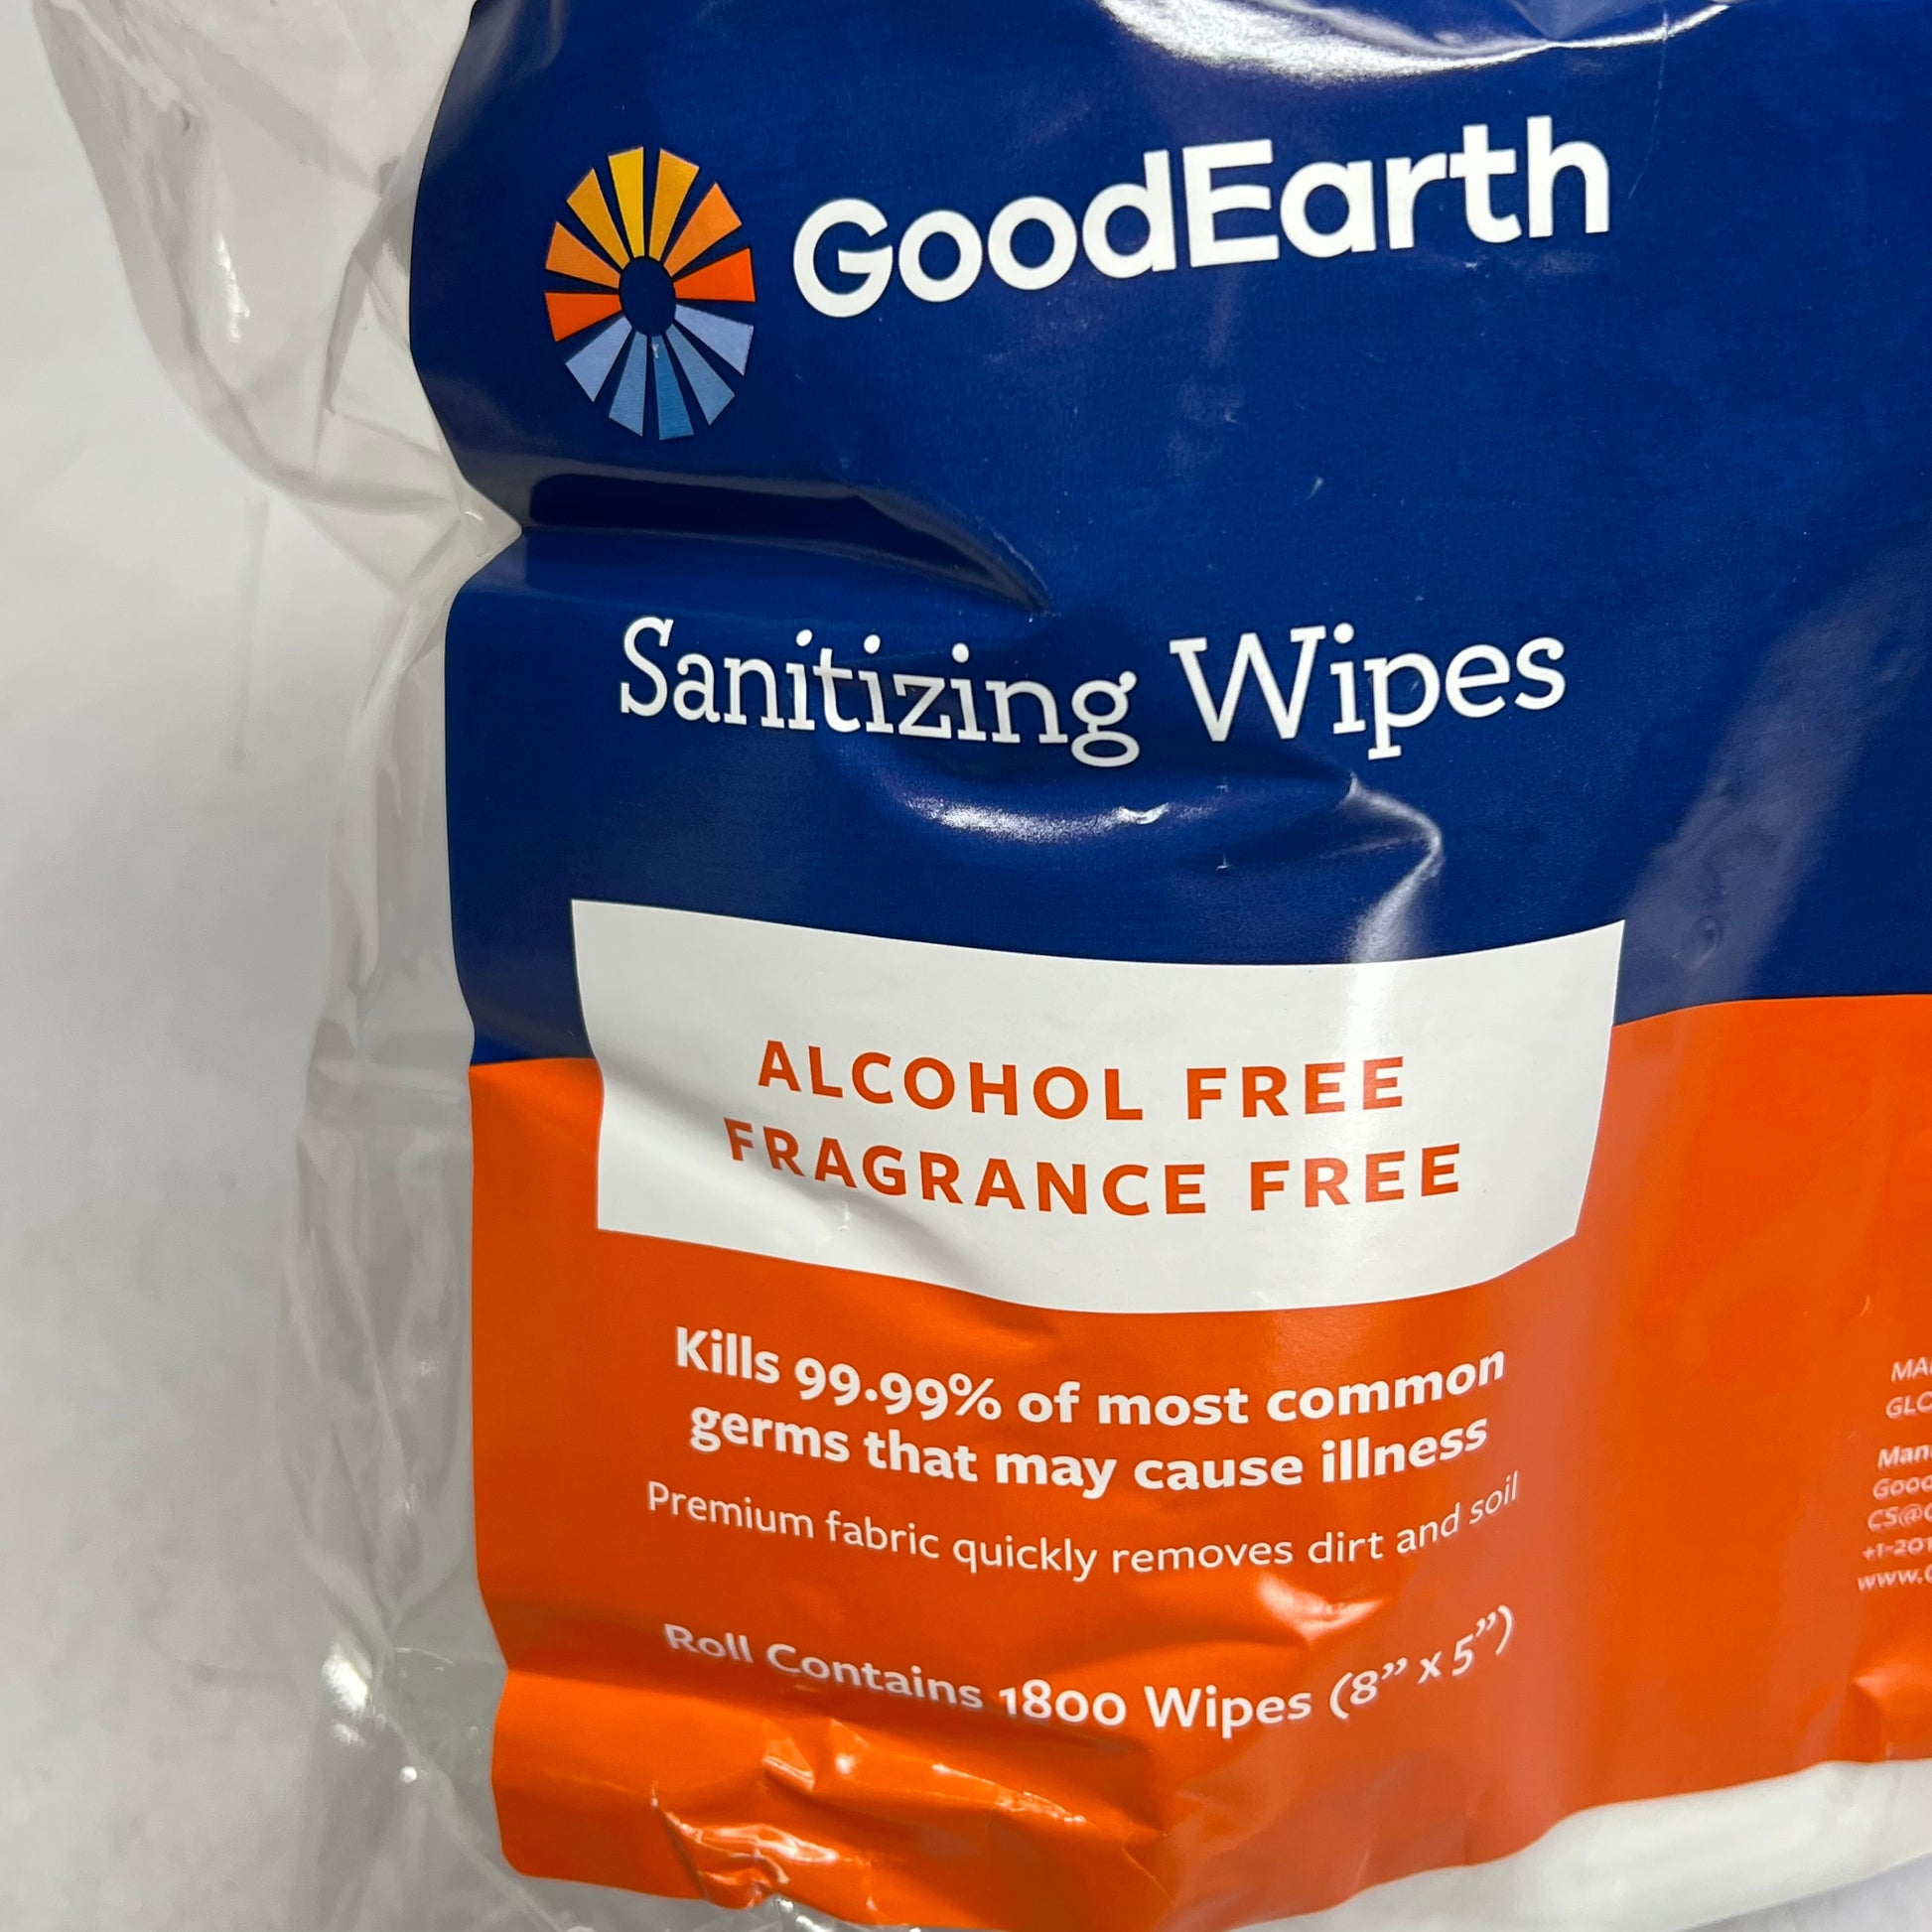 GoodEarth
Sanitizing Wipes
ALCOHOL FREE
FRAGRANCE FREE
Kills 99.99% of most common
germs that may cause illness
Premium fabric quickly removes dirt and soil
Roll Contains 1800 Wipes (8” x 5”)